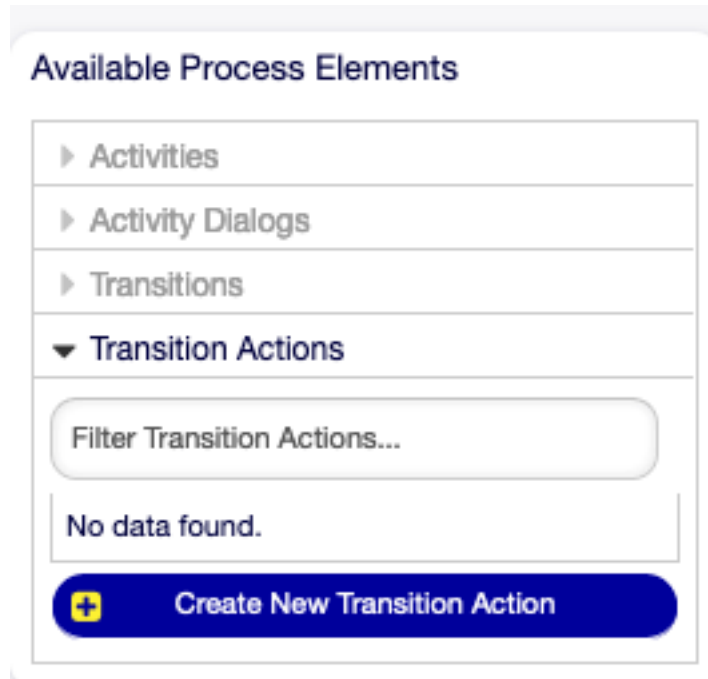 Available Process Elements
Activities
Activity Dialogs
Transitions
Transition Actions
Filter Transition Actions...
No data found.
Create New Transition Action